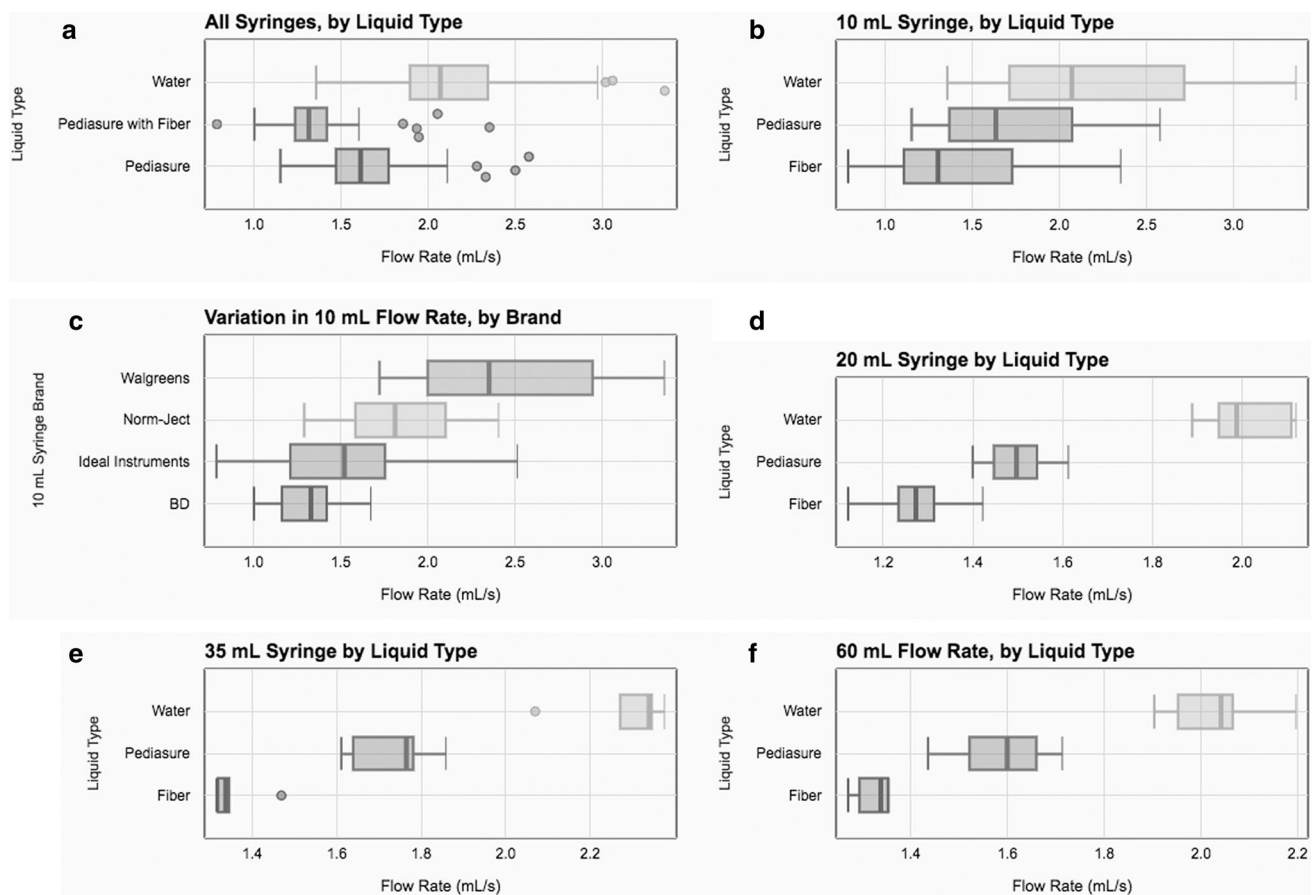 a
All Syringes, by Liquid Type
Liquid Type
Water
Pediasure with Fiber
Pediasure
1.0 1.5 2.0 2.5 3.0
Flow Rate (mL/s)
b
10 mL Syringe, by Liquid Type
Liquid Type
Water
Pediasure
Fiber
1.0 1.5 2.0 2.5 3.0
Flow Rate (mL/s)
c
Variation in 10 mL Flow Rate, by Brand
10 mL Syringe Brand
Walgreens
Norm-Ject
Ideal Instruments
BD
1.0 1.5 2.0 2.5 3.0
Flow Rate (mL/s)
d
20 mL Syringe by Liquid Type
Liquid Type
Water
Pediasure
Fiber
1.2 1.4 1.6 1.8 2.0
Flow Rate (mL/s)
e
35 mL Syringe by Liquid Type
Liquid Type
Water
Pediasure
Fiber
1.4 1.6 1.8 2.0 2.2
Flow Rate (mL/s)
f
60 mL Flow Rate, by Liquid Type
Liquid Type
Water
Pediasure
Fiber
1.4 1.6 1.8 2.0 2.2
Flow Rate (mL/s)